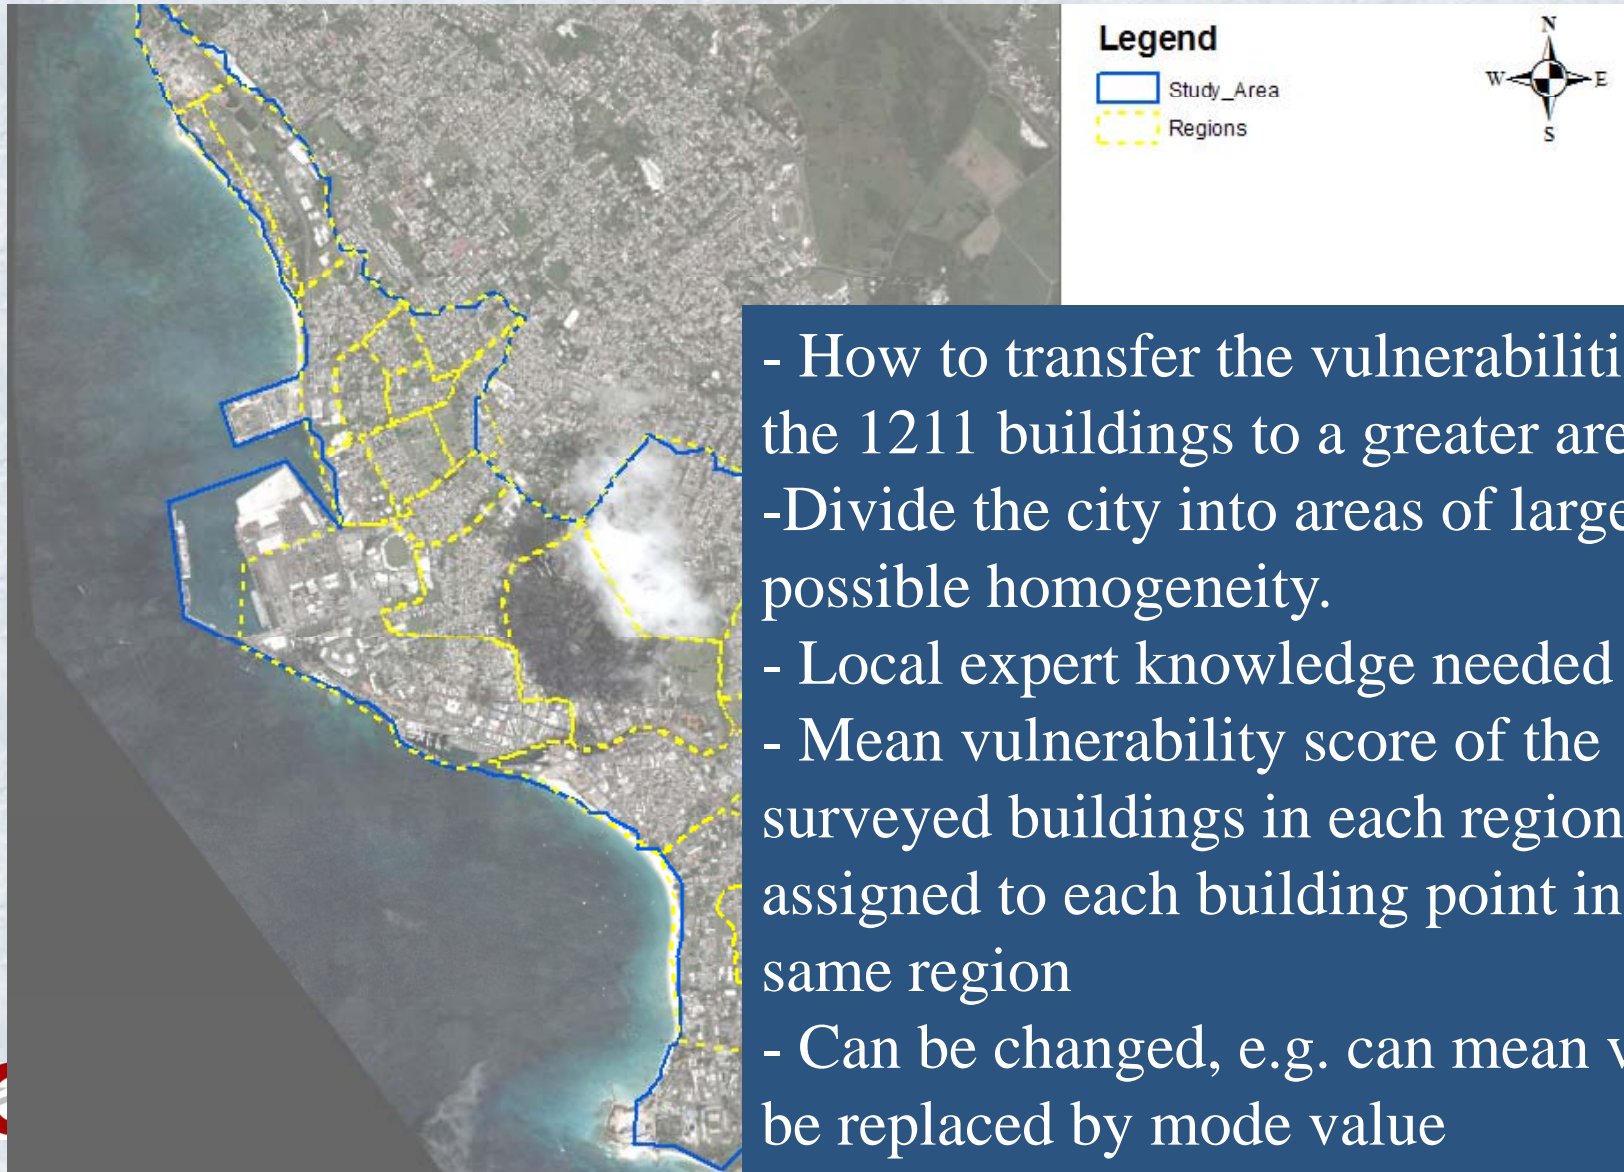 Legend
N
W E
S
Study_Area
Regions
- How to transfer the vulnerabiliti
the 1211 buildings to a greater are
-Divide the city into areas of large
possible homogeneity.
- Local expert knowledge needed
- Mean vulnerability score of the
surveyed buildings in each region
assigned to each building point in
same region
- Can be changed, e.g. can mean v
be replaced by mode value